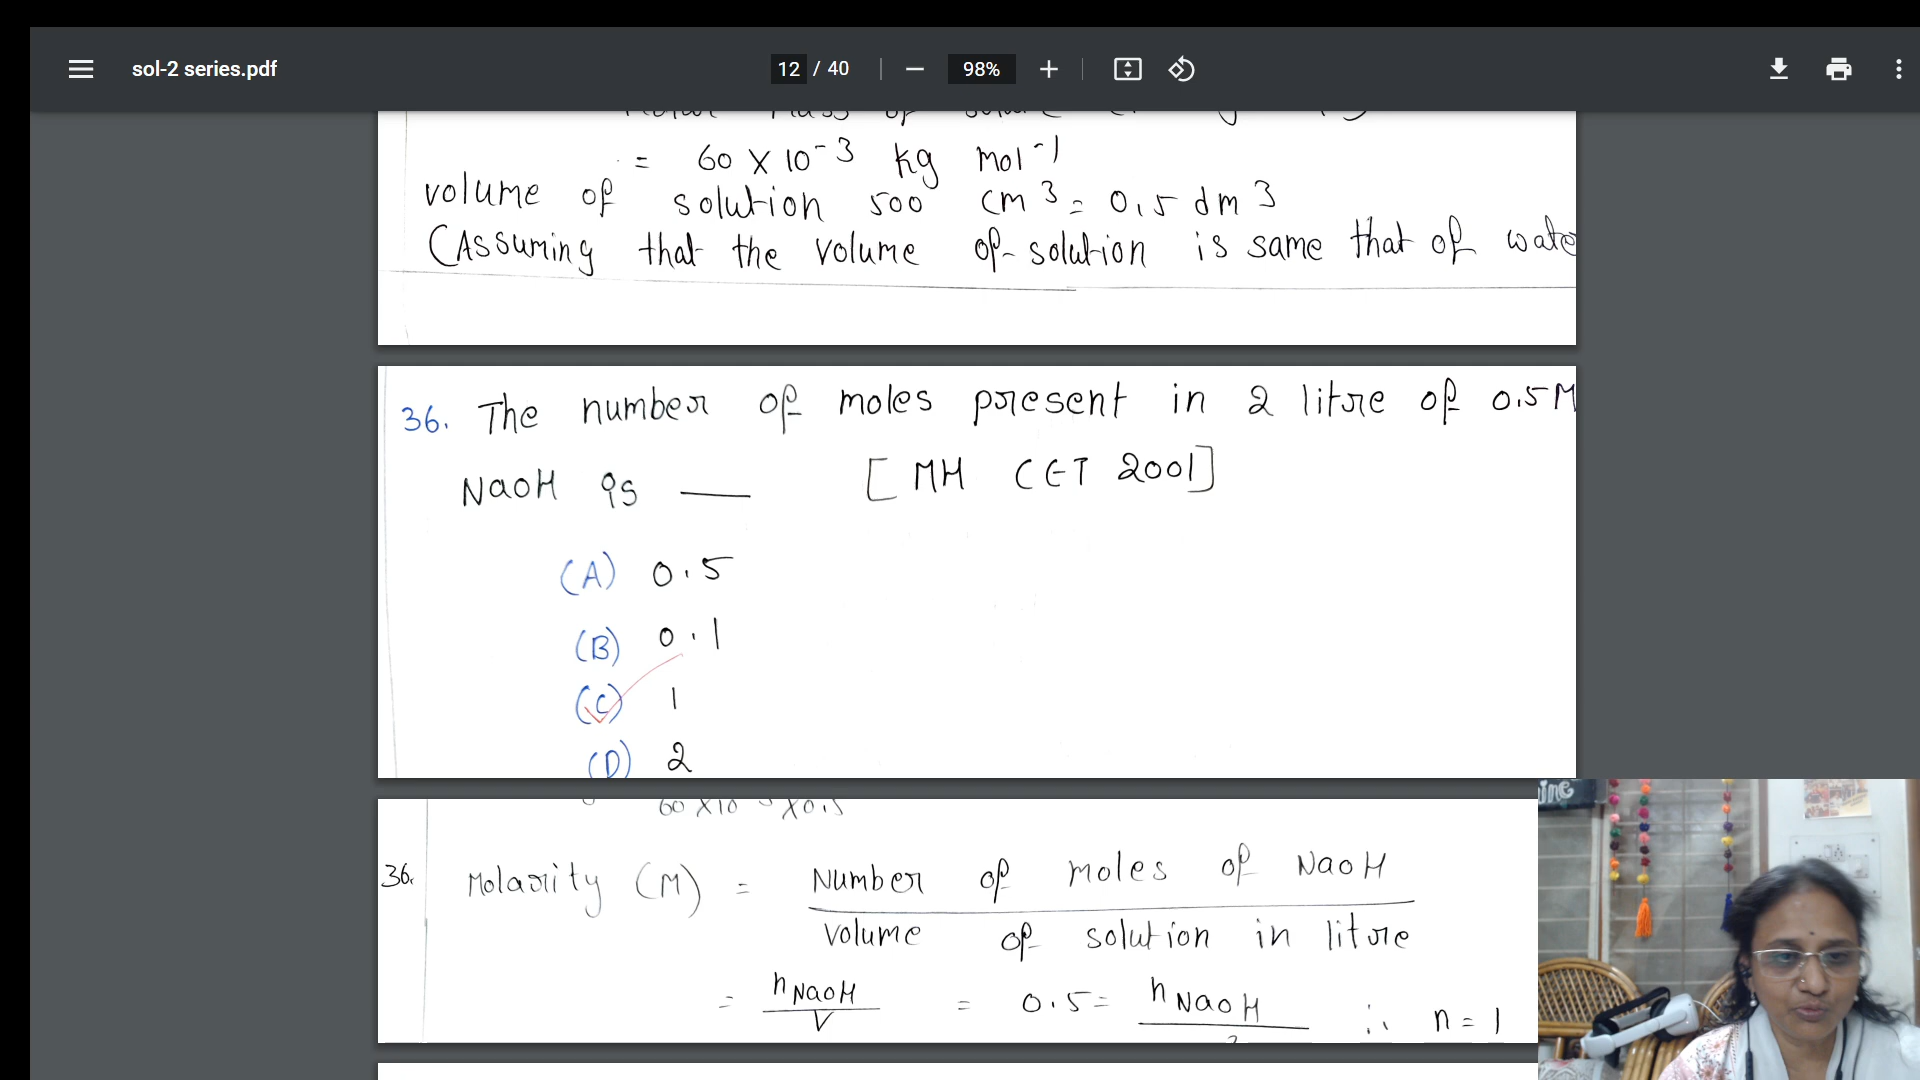 sol-2 series.pdf
12 / 40
98%
= 60 X 10-3 kg mol-1
volume of solution 500 cm3 = 0.5 dm3
(Assuming that the volume of solution is same that of wate
36. The number of moles present in 2 litre of 0.5M
NaOH is ___ [MH CET 2001]
(A) 0.5
(B) 0.1
(C) 1
(D) 2
36. Molarity (M) = Number of moles of NaOH
volume of solution in litre
= nNaOH = 0.5 = nNaOH ∴ n = 1
V